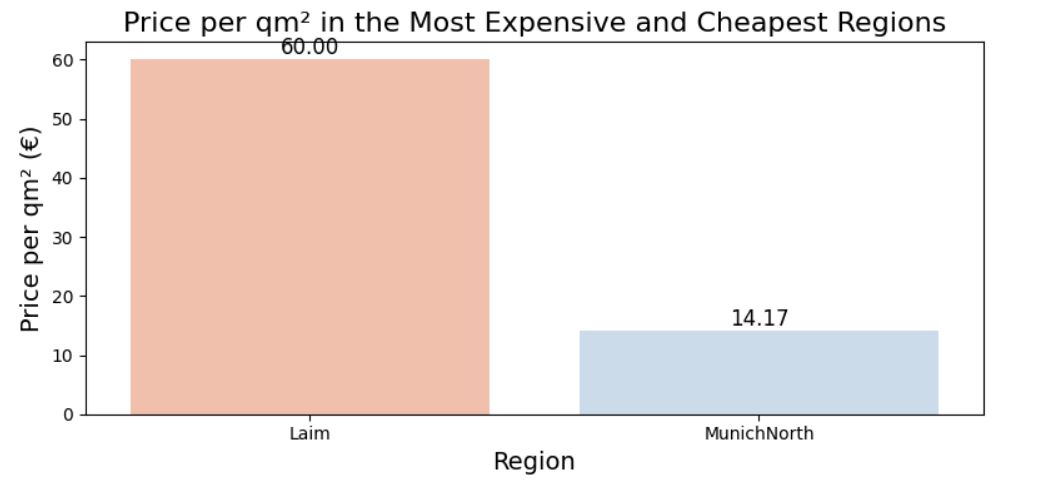 Price per qm² in the Most Expensive and Cheapest Regions
60.00
60
50
40
30
20
10
0
Price per qm² (€)
14.17
Laim
MunichNorth
Region